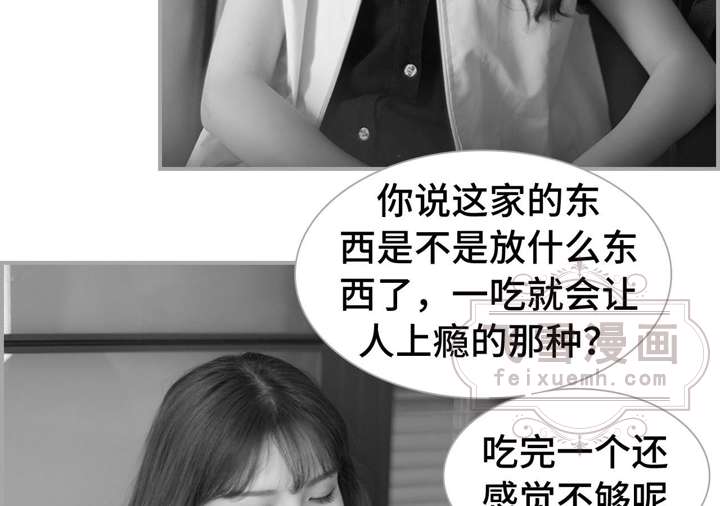 你说这家的东
西是不是放什么东
西了，一吃就会让
人上瘾的那种？
飞雪漫画
feixuemh.com
吃完一个还
感觉不够呢